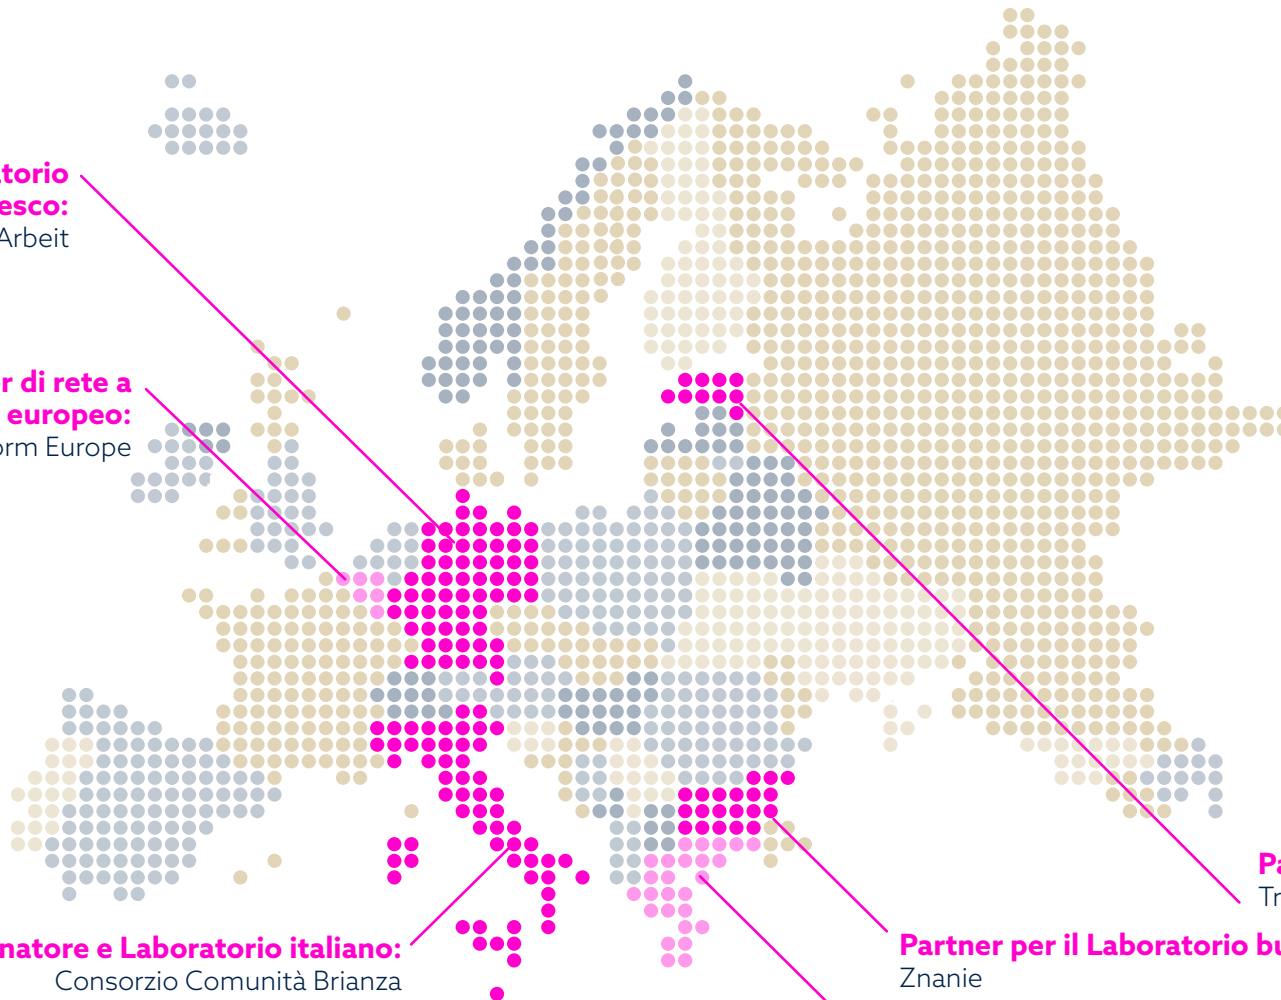 torio
esco:
Arbeit
r di rete a
europeo:
orm Europe
natore e Laboratorio italiano:
Consorzio Comunità Brianza
Pa
Tr
Partner per il Laboratorio bu
Znanie